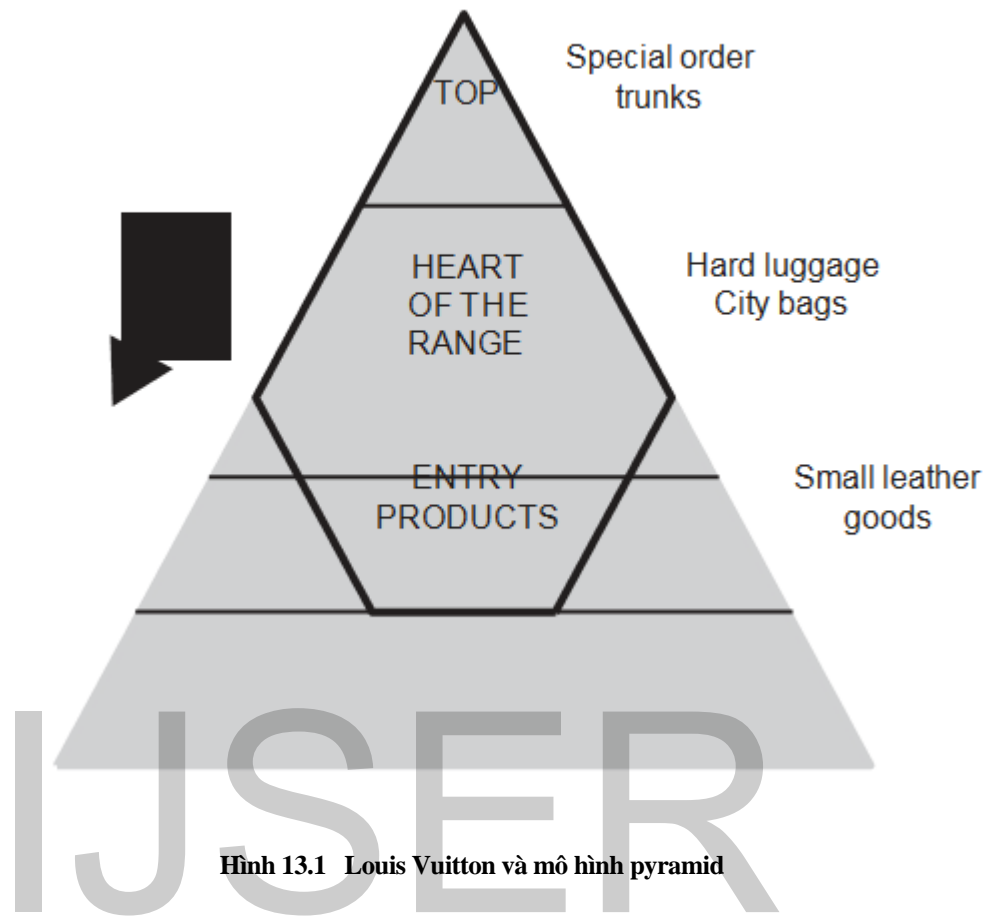 Special order
trunks
TOP
HEART
OF THE
RANGE
Hard luggage
City bags
ENTRY
PRODUCTS
Small leather
goods
IJSER
Hình 13.1 Louis Vuitton và mô hình pyramid